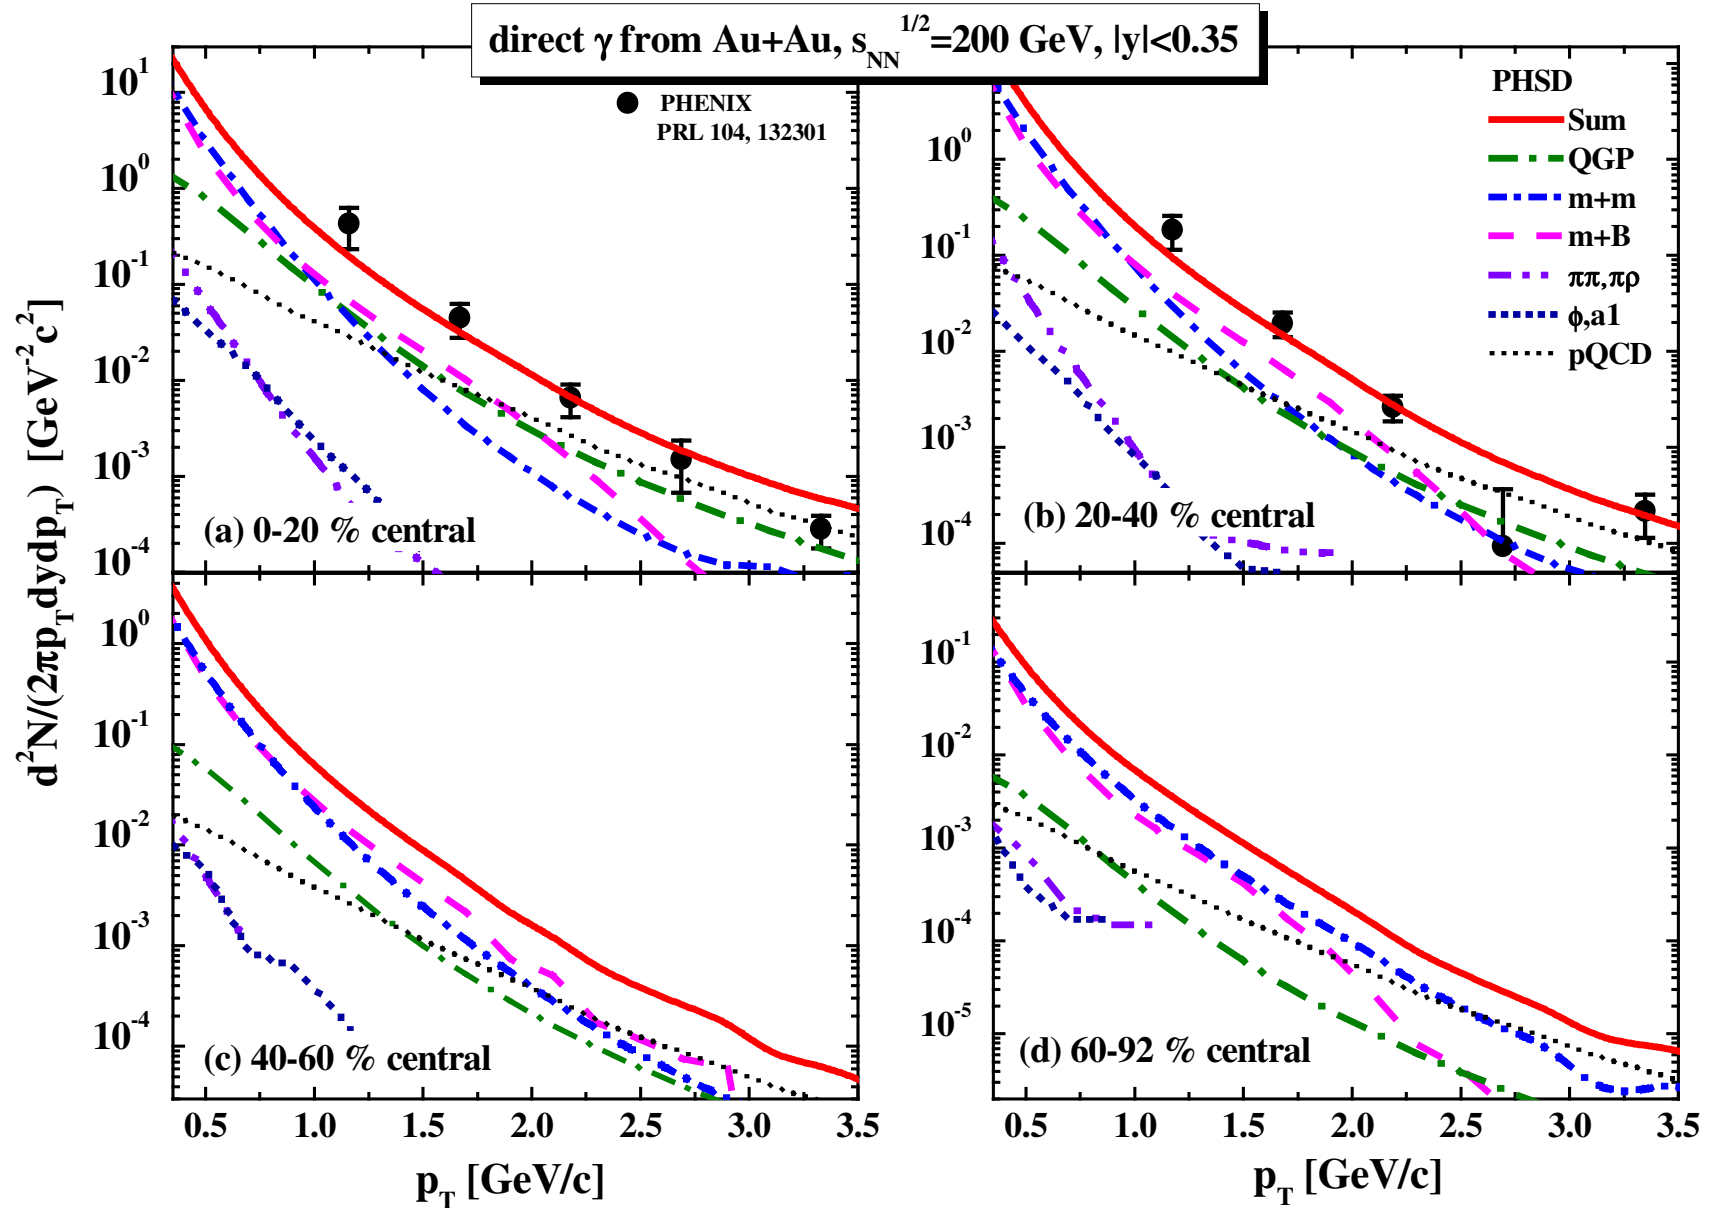 direct γ from Au+Au, s_NN^1/2=200 GeV, |y|<0.35
PHENIX
PRL 104, 132301
PHSD
Sum
QGP
m+m
m+B
ππ,πρ
ϕ,a1
pQCD
d^2N/(2πp_T dydp_T) [GeV^-2c^2]
10^1
10^0
10^-1
10^-2
10^-3
10^-4
(a) 0-20 % central
10^0
10^-1
10^-2
10^-3
10^-4
(b) 20-40 % central
10^0
10^-1
10^-2
10^-3
10^-4
(c) 40-60 % central
10^-1
10^-2
10^-3
10^-4
10^-5
(d) 60-92 % central
0.5 1.0 1.5 2.0 2.5 3.0 3.5
0.5 1.0 1.5 2.0 2.5 3.0 3.5
p_T [GeV/c]
p_T [GeV/c]